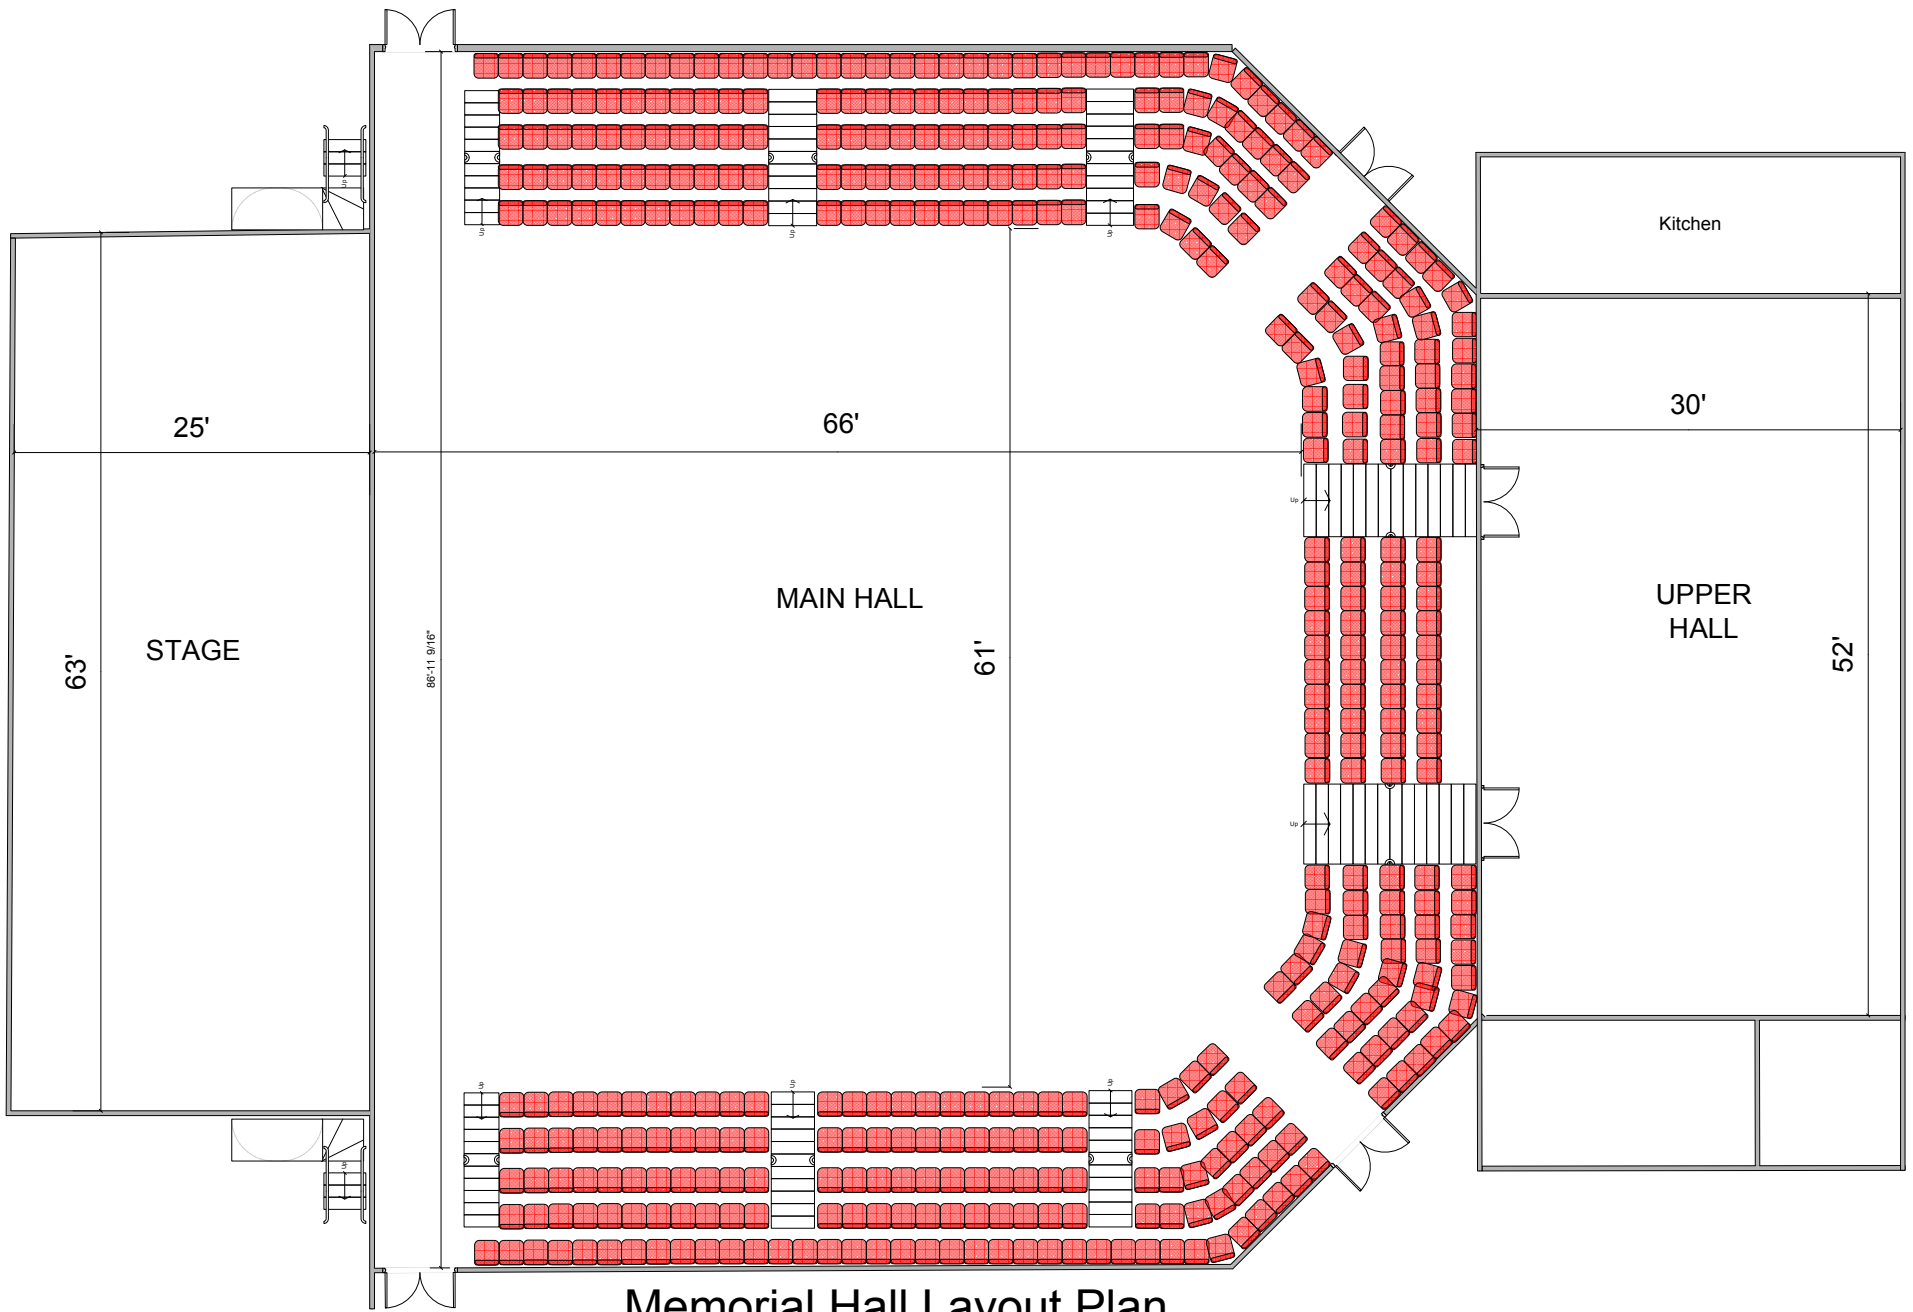 Up
Up
Up
Up
Kitchen
25'
66'
30'
Up
MAIN HALL
UPPER
HALL
STAGE
63'
86'-11 9/16"
61'
52'
Up
Up
Up
Up
Up
Memorial Hall Layout Plan